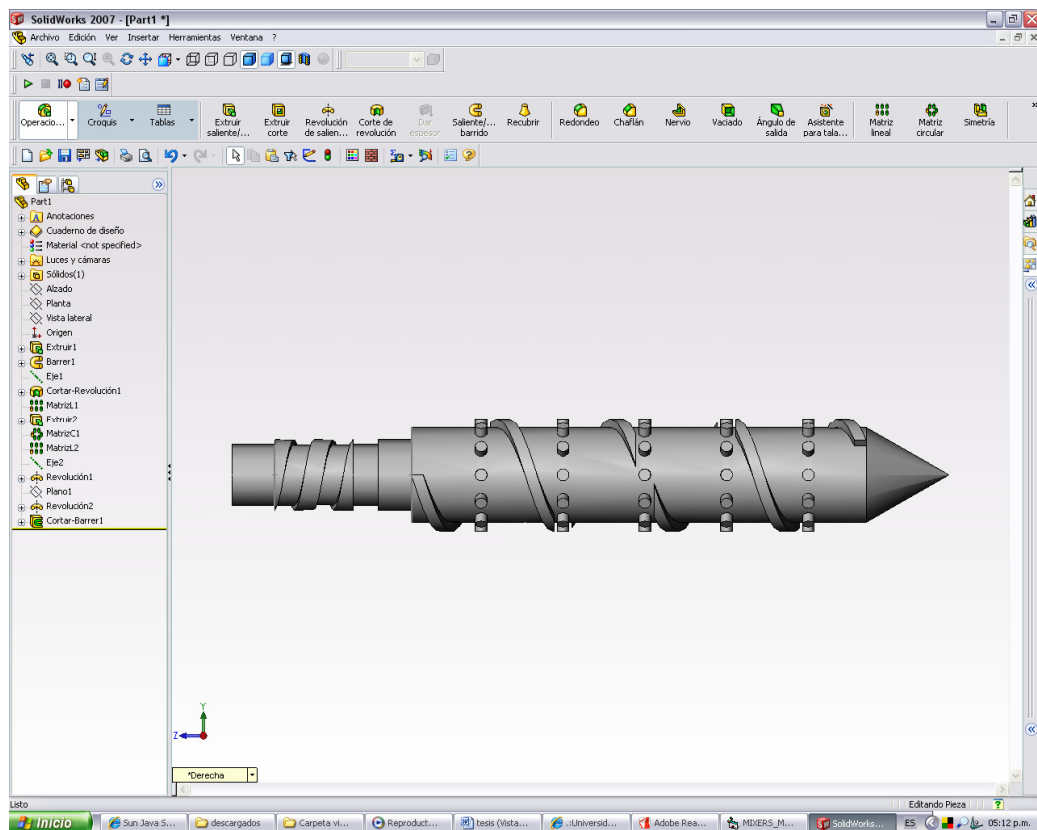 SolidWorks 2007 - [Part1 *]
Archivo Edición Ver Insertar Herramientas Ventana ?
Operacio... Croquis Tablas Extruir saliente/... Extruir corte Revolución de salien... Corte de revolución Dar espesor Saliente/... barrido Recubrir Redondeo Chaflán Nervio Vaciado Ángulo de salida Asistente para tala... Matriz lineal Matriz circular Simetría
Part1
Anotaciones
Cuaderno de diseño
Material <not specified>
Luces y cámaras
Sólidos(1)
Alzado
Planta
Vista lateral
Origen
Extruir1
Barrer1
Eje1
Cortar-Revolución1
MatrizL1
Extruir2
MatrizC1
MatrizL2
Eje2
Revolución1
Plano1
Revolución2
Cortar-Barrer1
Y
Z
*Derecha
Listo Editando Pieza
Inicio Sun Java S... descargados Carpeta vi... Reproduct... tesis (Vista... .:Universid... Adobe Rea... MIXERS_M... SolidWorks... ES 05:12 p.m.